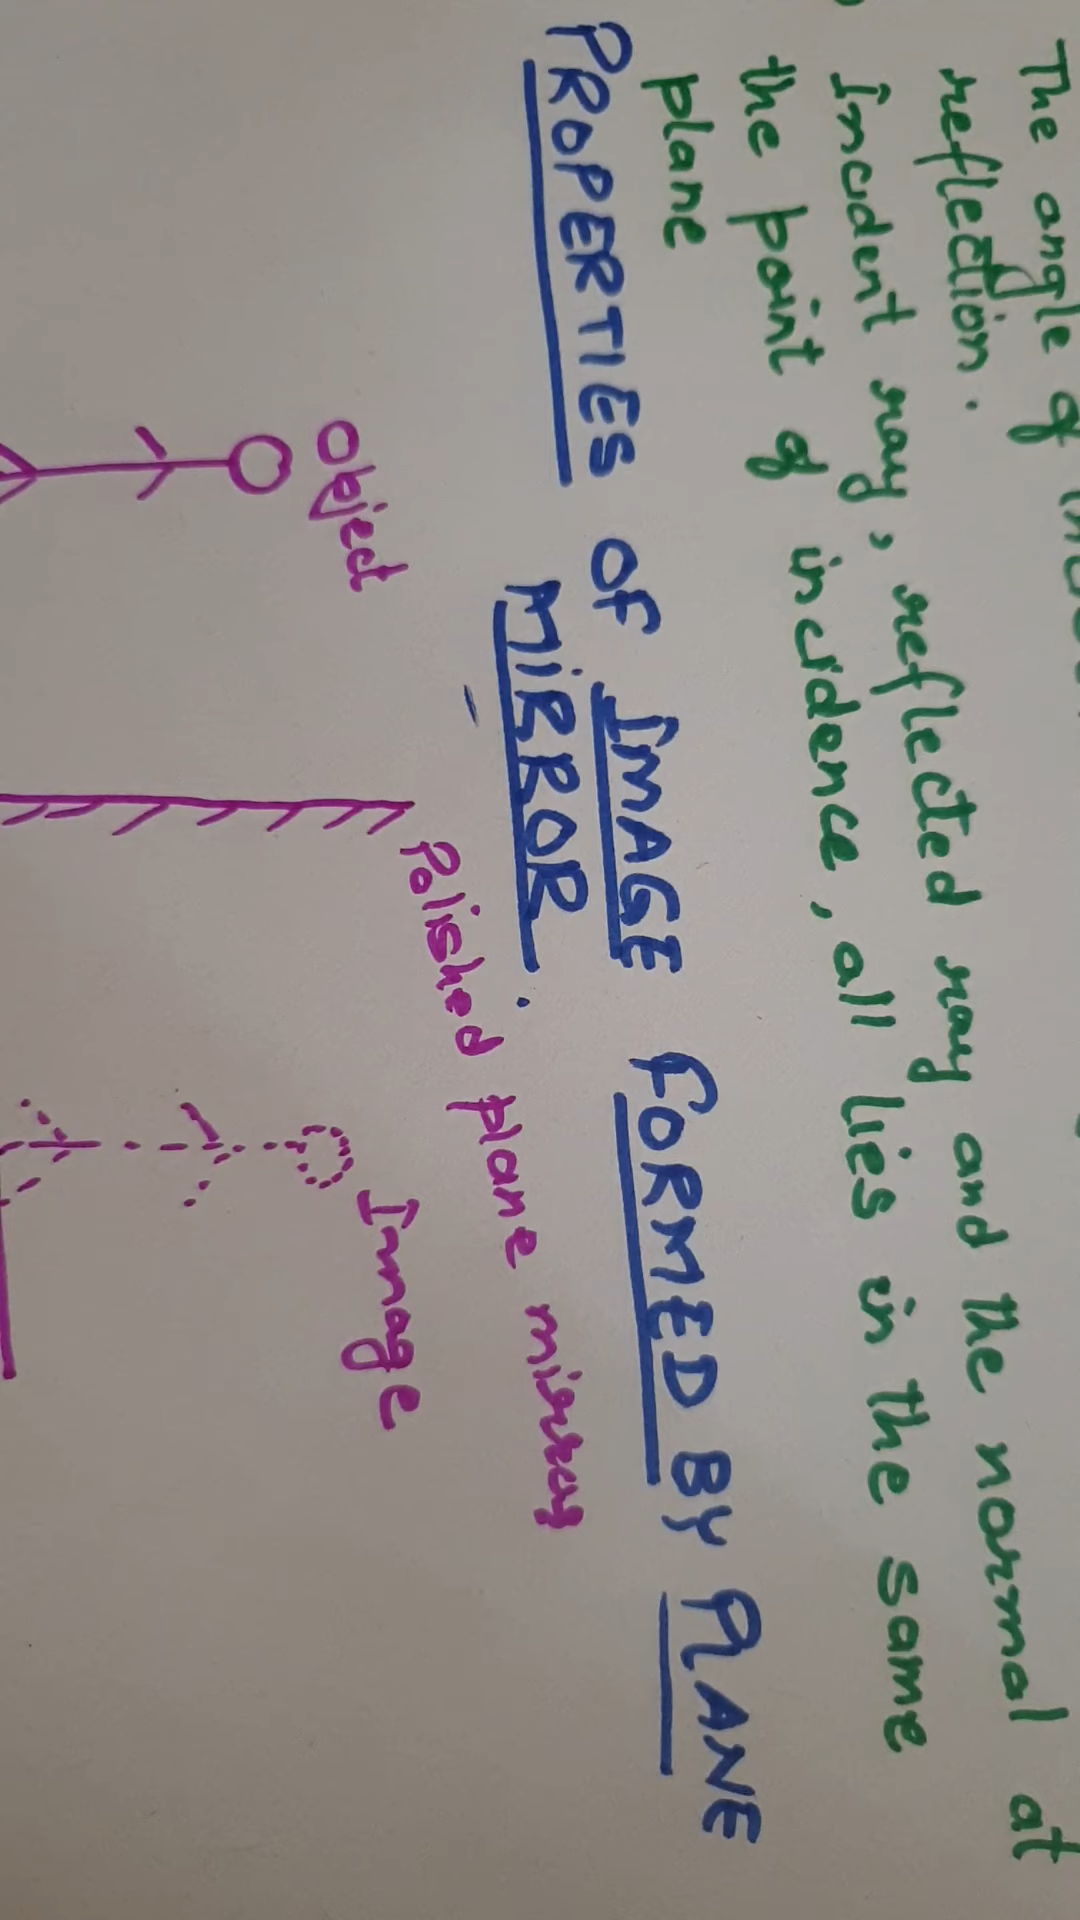 The angle of
reflection.
Incident ray, reflected ray and the normal at
the point of incidence, all lies in the same
plane
PROPERTIES OF IMAGE FORMED BY PLANE
MIRROR.
Object
Polished plane mirror
Image